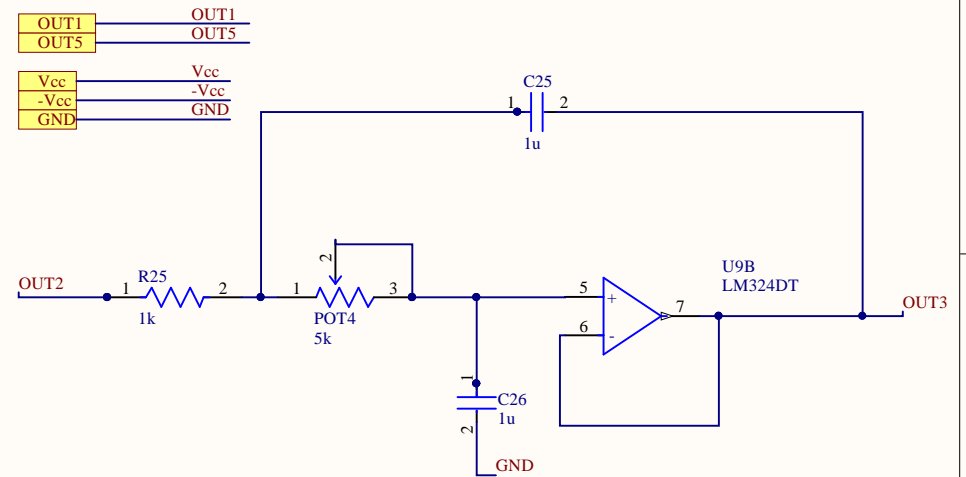 OUT1 OUT1
OUT5 OUT5
Vcc Vcc
-Vcc -Vcc
GND GND
C25
1 2
1u
OUT2
R25
1 2
1k
2
1 3
POT4
5k
U9B
LM324DT
5 +
6 -
7
OUT3
1
C26
1u
2
GND